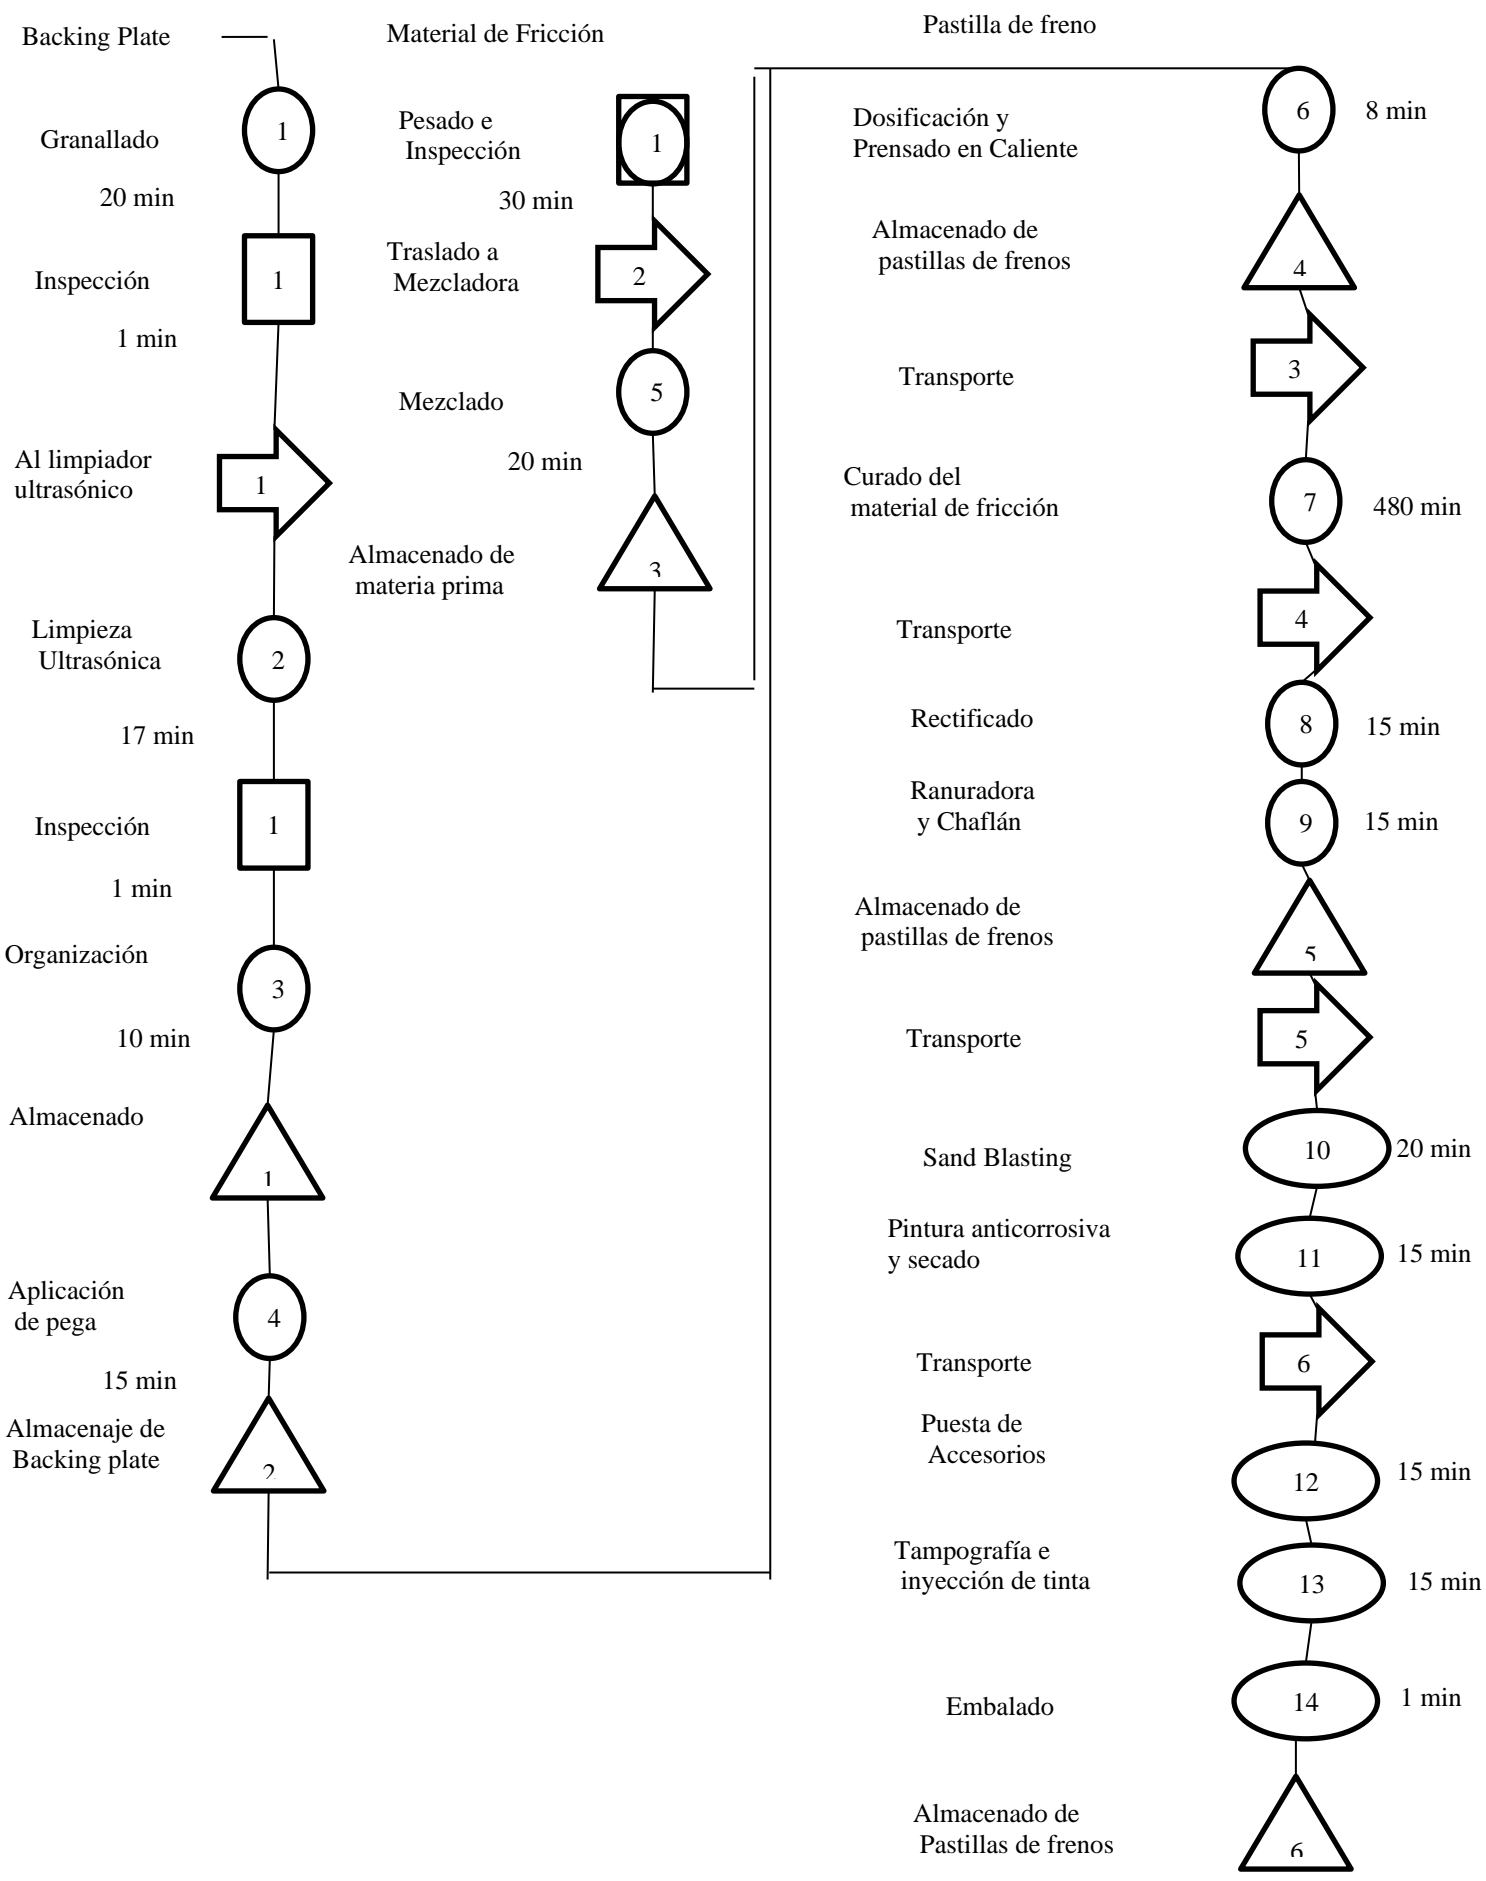 Backing Plate
Granallado
1
20 min
Inspección
1
1 min
Al limpiador
ultrasónico
1
Limpieza
Ultrasónica
2
17 min
Inspección
1
1 min
Organización
3
10 min
Almacenado
1
Aplicación
de pega
4
15 min
Almacenaje de
Backing plate
2
Material de Fricción
Pesado e
Inspección
1
30 min
Traslado a
Mezcladora
2
Mezclado
5
20 min
Almacenado de
materia prima
3
Pastilla de freno
Dosificación y
Prensado en Caliente
6
8 min
Almacenado de
pastillas de frenos
4
Transporte
3
Curado del
material de fricción
7
480 min
Transporte
4
Rectificado
8
15 min
Ranuradora
y Chaflán
9
15 min
Almacenado de
pastillas de frenos
5
Transporte
5
Sand Blasting
10
20 min
Pintura anticorrosiva
y secado
11
15 min
Transporte
6
Puesta de
Accesorios
12
15 min
Tampografía e
inyección de tinta
13
15 min
Embalado
14
1 min
Almacenado de
Pastillas de frenos
6